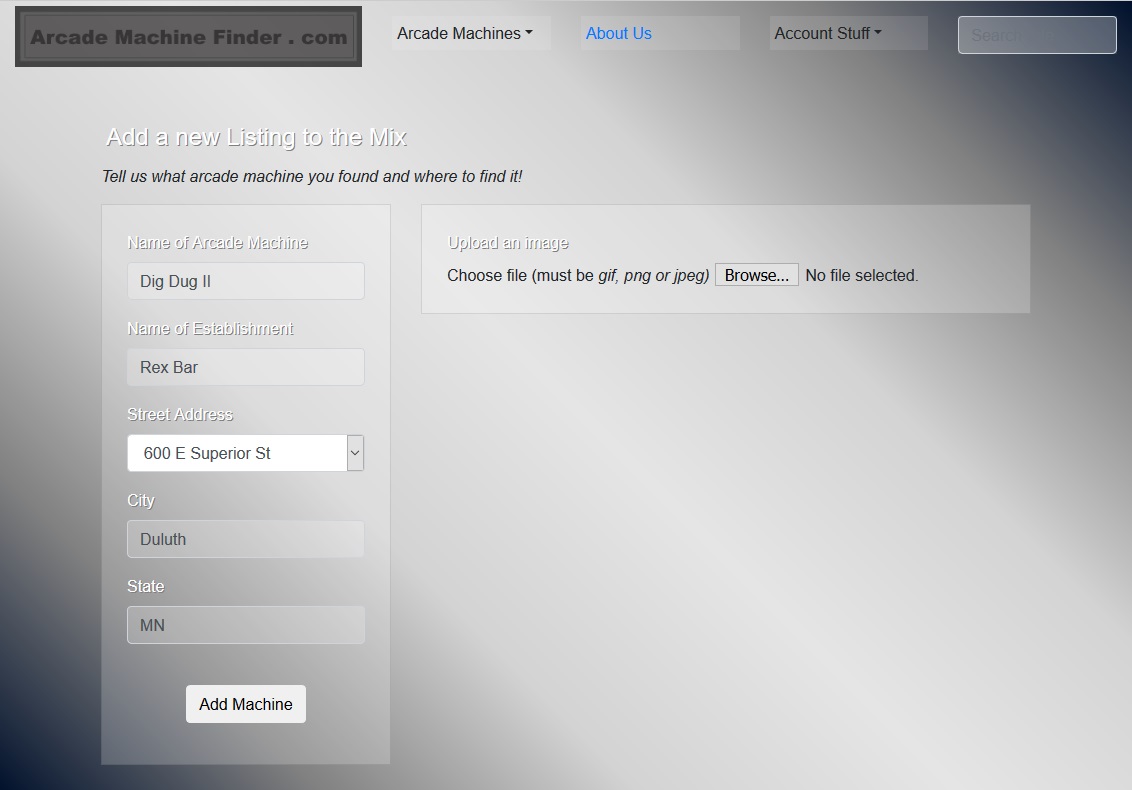 Arcade Machine Finder . com
Arcade Machines
About Us
Account Stuff
Search
Add a new Listing to the Mix
Tell us what arcade machine you found and where to find it!
Name of Arcade Machine
Dig Dug II
Name of Establishment
Rex Bar
Street Address
600 E Superior St
City
Duluth
State
MN
Add Machine
Upload an image
Choose file (must be gif, png or jpeg) Browse... No file selected.